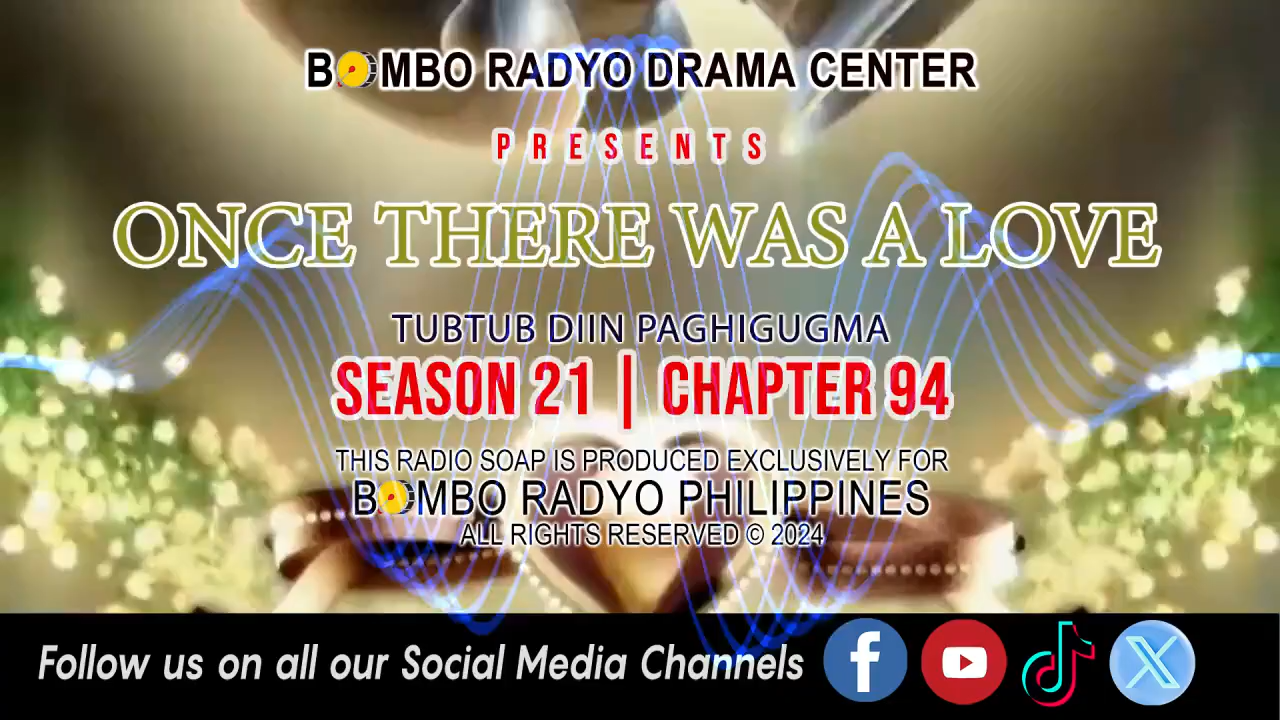 BOMBO RADYO DRAMA CENTER
PRESENTS
ONCE THERE WAS A LOVE
TUBTUB DIIN PAGHIGUGMA
SEASON 21 | CHAPTER 94
THIS RADIO SOAP IS PRODUCED EXCLUSIVELY FOR
BOMBO RADYO PHILIPPINES
ALL RIGHTS RESERVED © 2024
Follow us on all our Social Media Channels